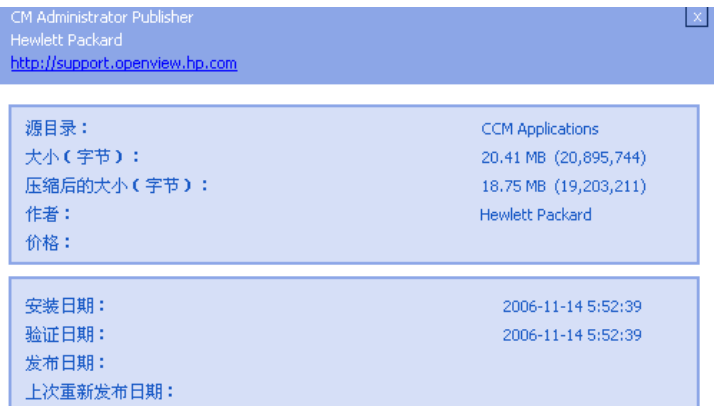 CM Administrator Publisher
Hewlett Packard
http://support.openview.hp.com
源目录： CCM Applications
大小（字节）： 20.41 MB (20,895,744)
压缩后的大小（字节）： 18.75 MB (19,203,211)
作者： Hewlett Packard
价格：
安装日期： 2006-11-14 5:52:39
验证日期： 2006-11-14 5:52:39
发布日期：
上次重新发布日期：